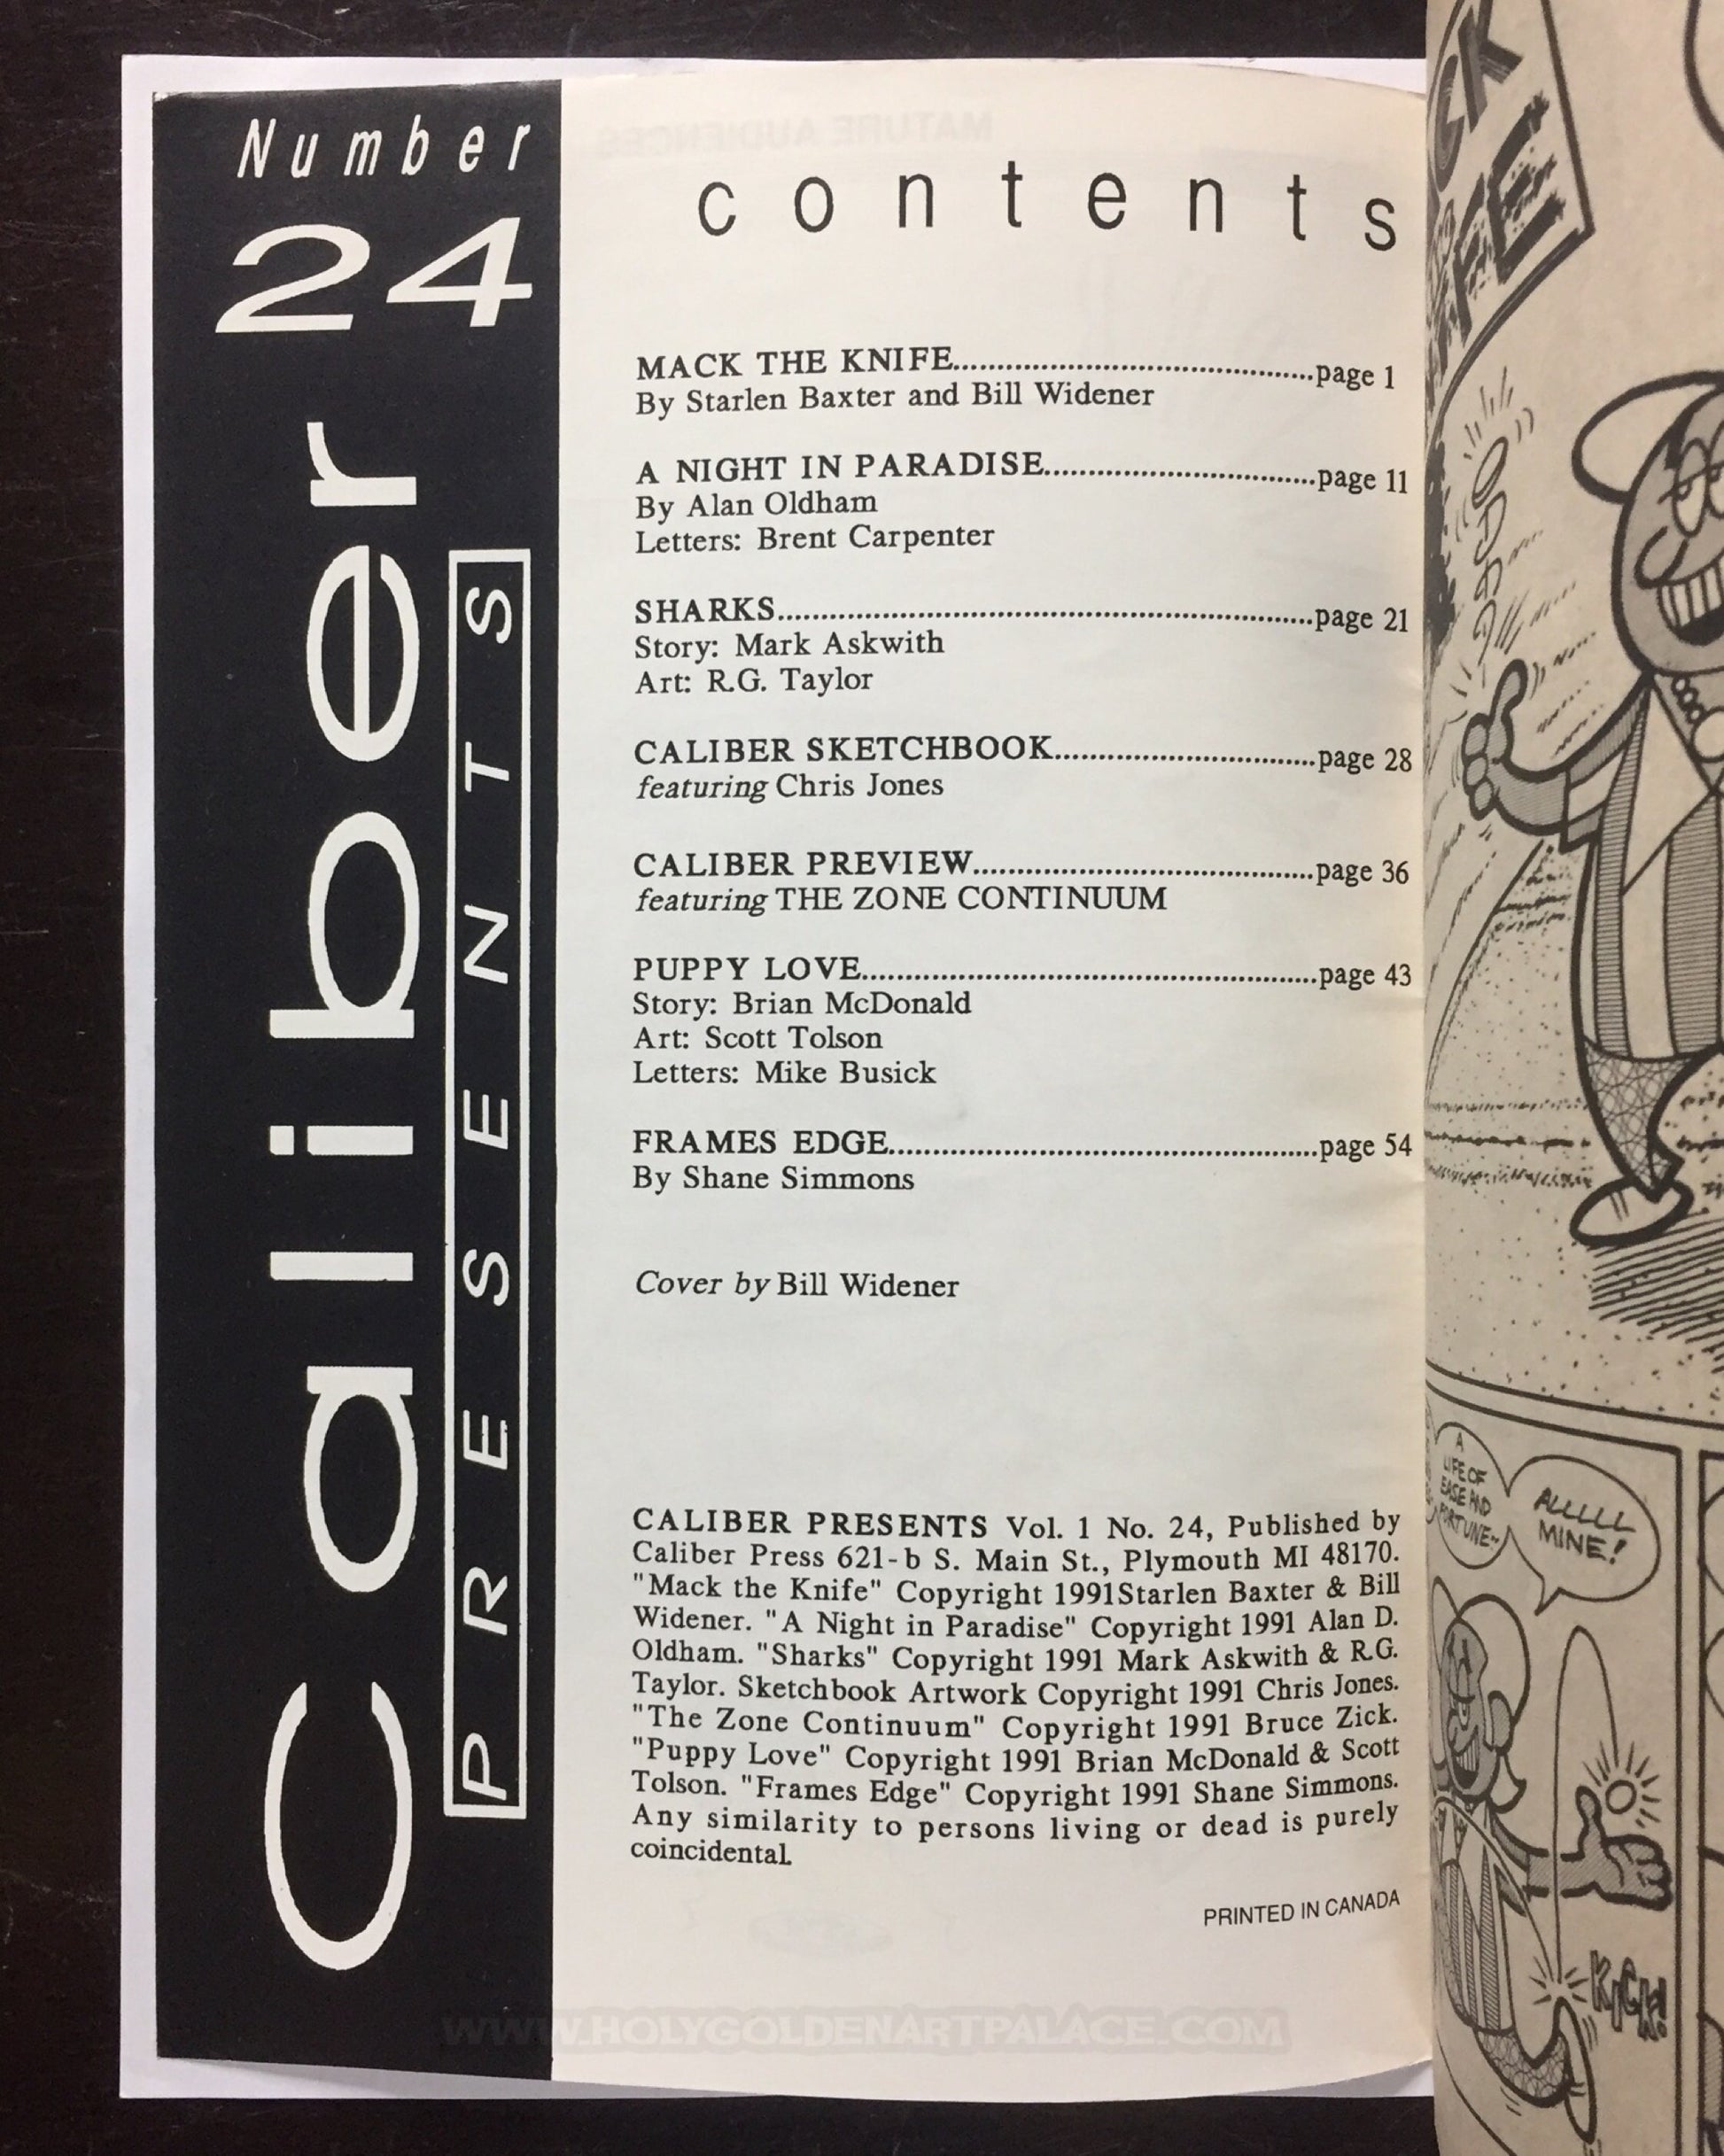 Number
24
Caliber
PRESENTS
contents
MACK THE KNIFE..........................................page 1
By Starlen Baxter and Bill Widener
A NIGHT IN PARADISE...............................page 11
By Alan Oldham
Letters: Brent Carpenter
SHARKS..............................................................page 21
Story: Mark Askwith
Art: R.G. Taylor
CALIBER SKETCHBOOK..............................page 28
featuring Chris Jones
CALIBER PREVIEW.......................................page 36
featuring THE ZONE CONTINUUM
PUPPY LOVE.....................................................page 43
Story: Brian McDonald
Art: Scott Tolson
Letters: Mike Busick
FRAMES EDGE..................................................page 54
By Shane Simmons
Cover by Bill Widener
CALIBER PRESENTS Vol. 1 No. 24, Published by
Caliber Press 621-b S. Main St., Plymouth MI 48170.
"Mack the Knife" Copyright 1991Starlen Baxter & Bill
Widener. "A Night in Paradise" Copyright 1991 Alan D.
Oldham. "Sharks" Copyright 1991 Mark Askwith & R.G.
Taylor. Sketchbook Artwork Copyright 1991 Chris Jones.
"The Zone Continuum" Copyright 1991 Bruce Zick.
"Puppy Love" Copyright 1991 Brian McDonald & Scott
Tolson. "Frames Edge" Copyright 1991 Shane Simmons.
Any similarity to persons living or dead is purely
coincidental.
PRINTED IN CANADA
WWW.HOLYGOLDENARTPALACE.COM
A
LIFE OF
EASE AND
FORTUNE~
ALLLLL
MINE!
KICK!